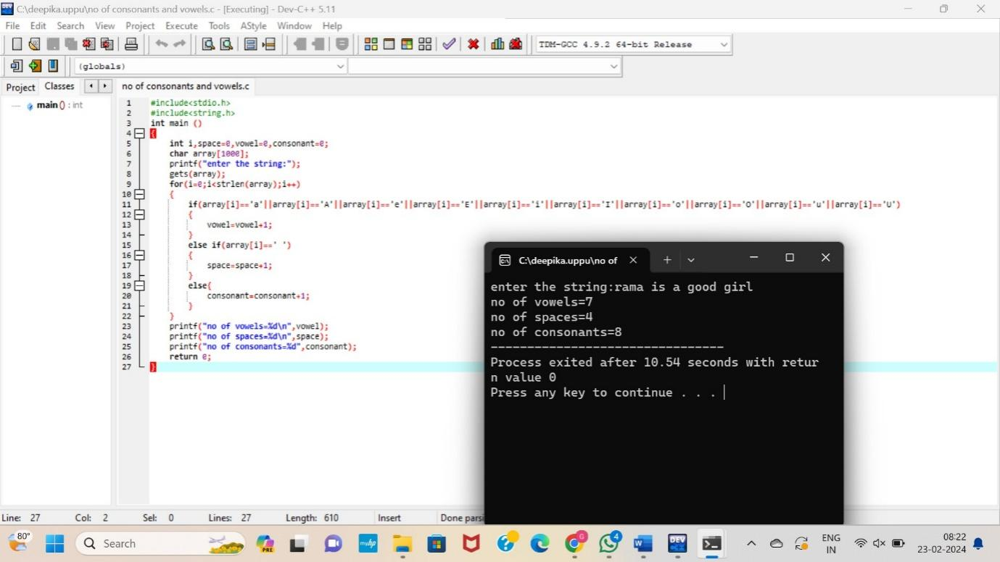 C:\deepika.uppu\no of consonants and vowels.c - [Executing] - Dev-C++ 5.11
File Edit Search View Project Execute Tools AStyle Window Help
TDM-GCC 4.9.2 64-bit Release
(globals)
Project Classes no of consonants and vowels.c
main () : int
1 #include<stdio.h>
2 #include<string.h>
3 int main ()
4 {
5 int i,space=0,vowel=0,consonant=0;
6 char array[1000];
7 printf("enter the string:");
8 gets(array);
9 for(i=0;i<strlen(array);i++)
10 {
11 if(array[i]=='a'||array[i]=='A'||array[i]=='e'||array[i]=='E'||array[i]=='i'||array[i]=='I'||array[i]=='o'||array[i]=='O'||array[i]=='u'||array[i]=='U')
12 {
13 vowel=vowel+1;
14 }
15 else if(array[i]==' ')
16 {
17 space=space+1;
18 }
19 else{
20 consonant=consonant+1;
21 }
22 }
23 printf("no of vowels=%d\n",vowel);
24 printf("no of spaces=%d\n",space);
25 printf("no of consonants=%d",consonant);
26 return 0;
27 }
C:\deepika.uppu\no of
enter the string:rama is a good girl
no of vowels=7
no of spaces=4
no of consonants=8
--------------------------------
Process exited after 10.54 seconds with retur
n value 0
Press any key to continue . . .
Line: 27 Col: 2 Sel: 0 Lines: 27 Length: 610 Insert Done parsi
80°
Search
PRE
myhp
G
4
W
DEV
ENG
IN
08:22
23-02-2024